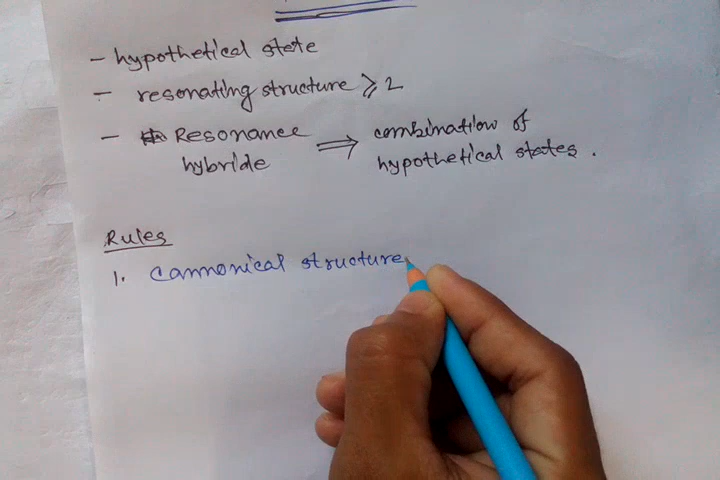 - hypothetical state
- resonating structure ≥ 2
- Resonance hybride ⇒ combination of hypothetical states.
Rules
1. Cannonical structure